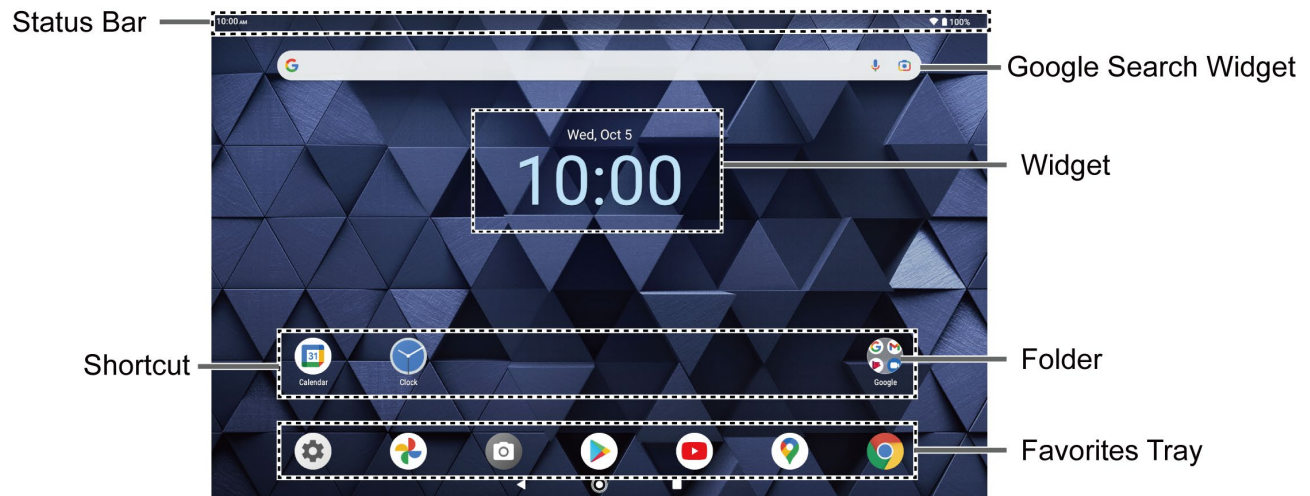 Status Bar
10:00 AM
100%
Google Search Widget
Wed, Oct 5
10:00
Widget
31
Shortcut
Calendar
Clock
Google
Folder
Favorites Tray